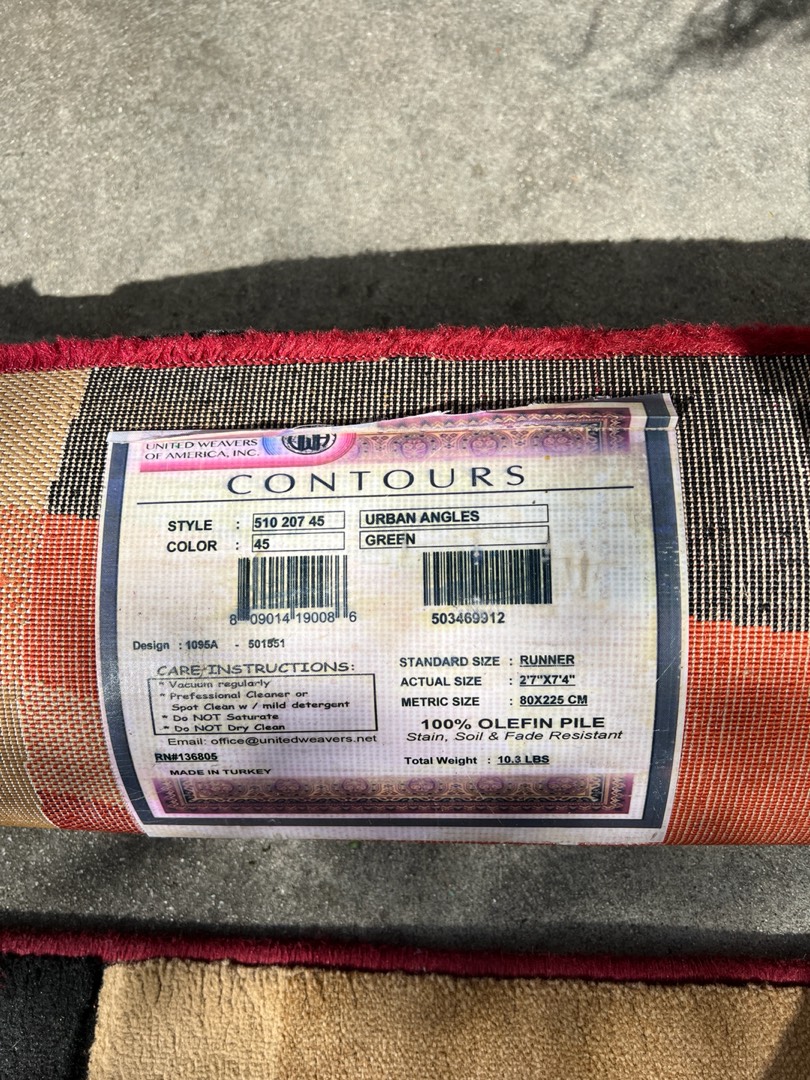 UNITED WEAVERS
OF AMERICA, INC.
CONTOURS
STYLE : 510 207 45 URBAN ANGLES
COLOR : 45 GREEN
8 09014 19008 6
503469912
Design : 1095A - 501551
CARE INSTRUCTIONS:
* Vacuum regularly
* Prefessional Cleaner or
Spot Clean w / mild detergent
* Do NOT Saturate
* Do NOT Dry Clean
Email: office@unitedweavers.net
RN#136805
MADE IN TURKEY
STANDARD SIZE : RUNNER
ACTUAL SIZE : 2'7"X7'4"
METRIC SIZE : 80X225 CM
100% OLEFIN PILE
Stain, Soil & Fade Resistant
Total Weight : 10.3 LBS